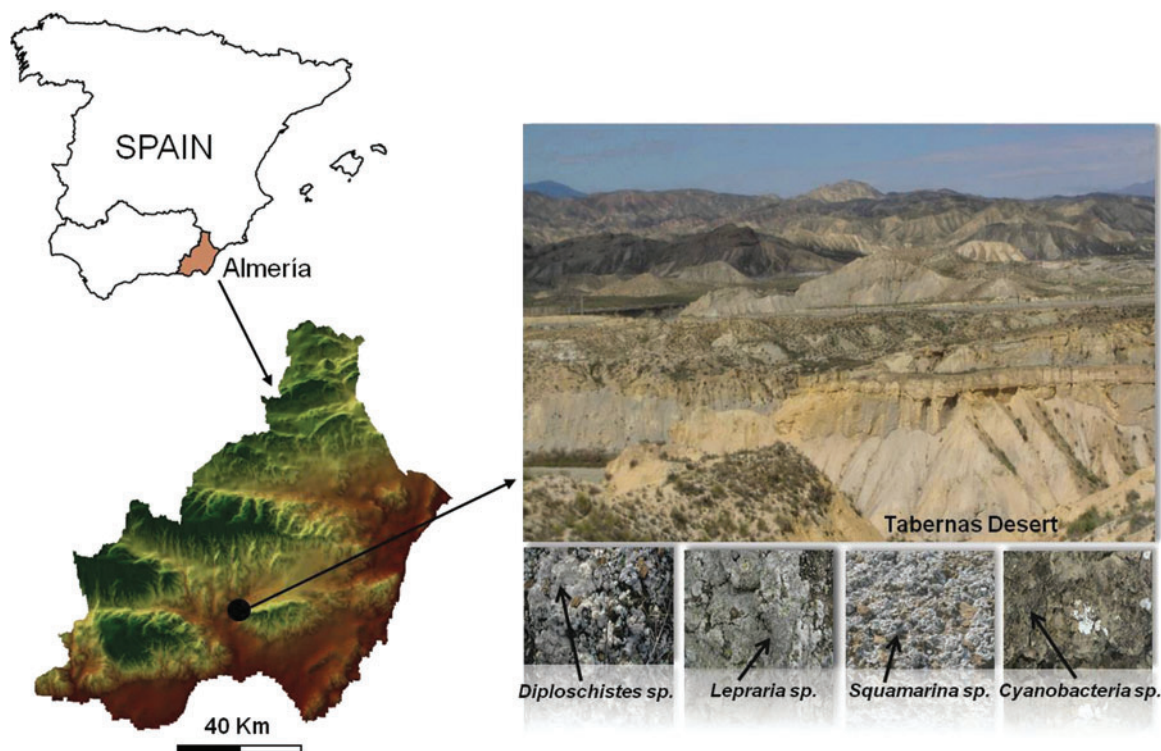 SPAIN
Almería
Tabernas Desert
Diploschistes sp.
Lepraria sp.
Squamarina sp.
Cyanobacteria sp.
40 Km